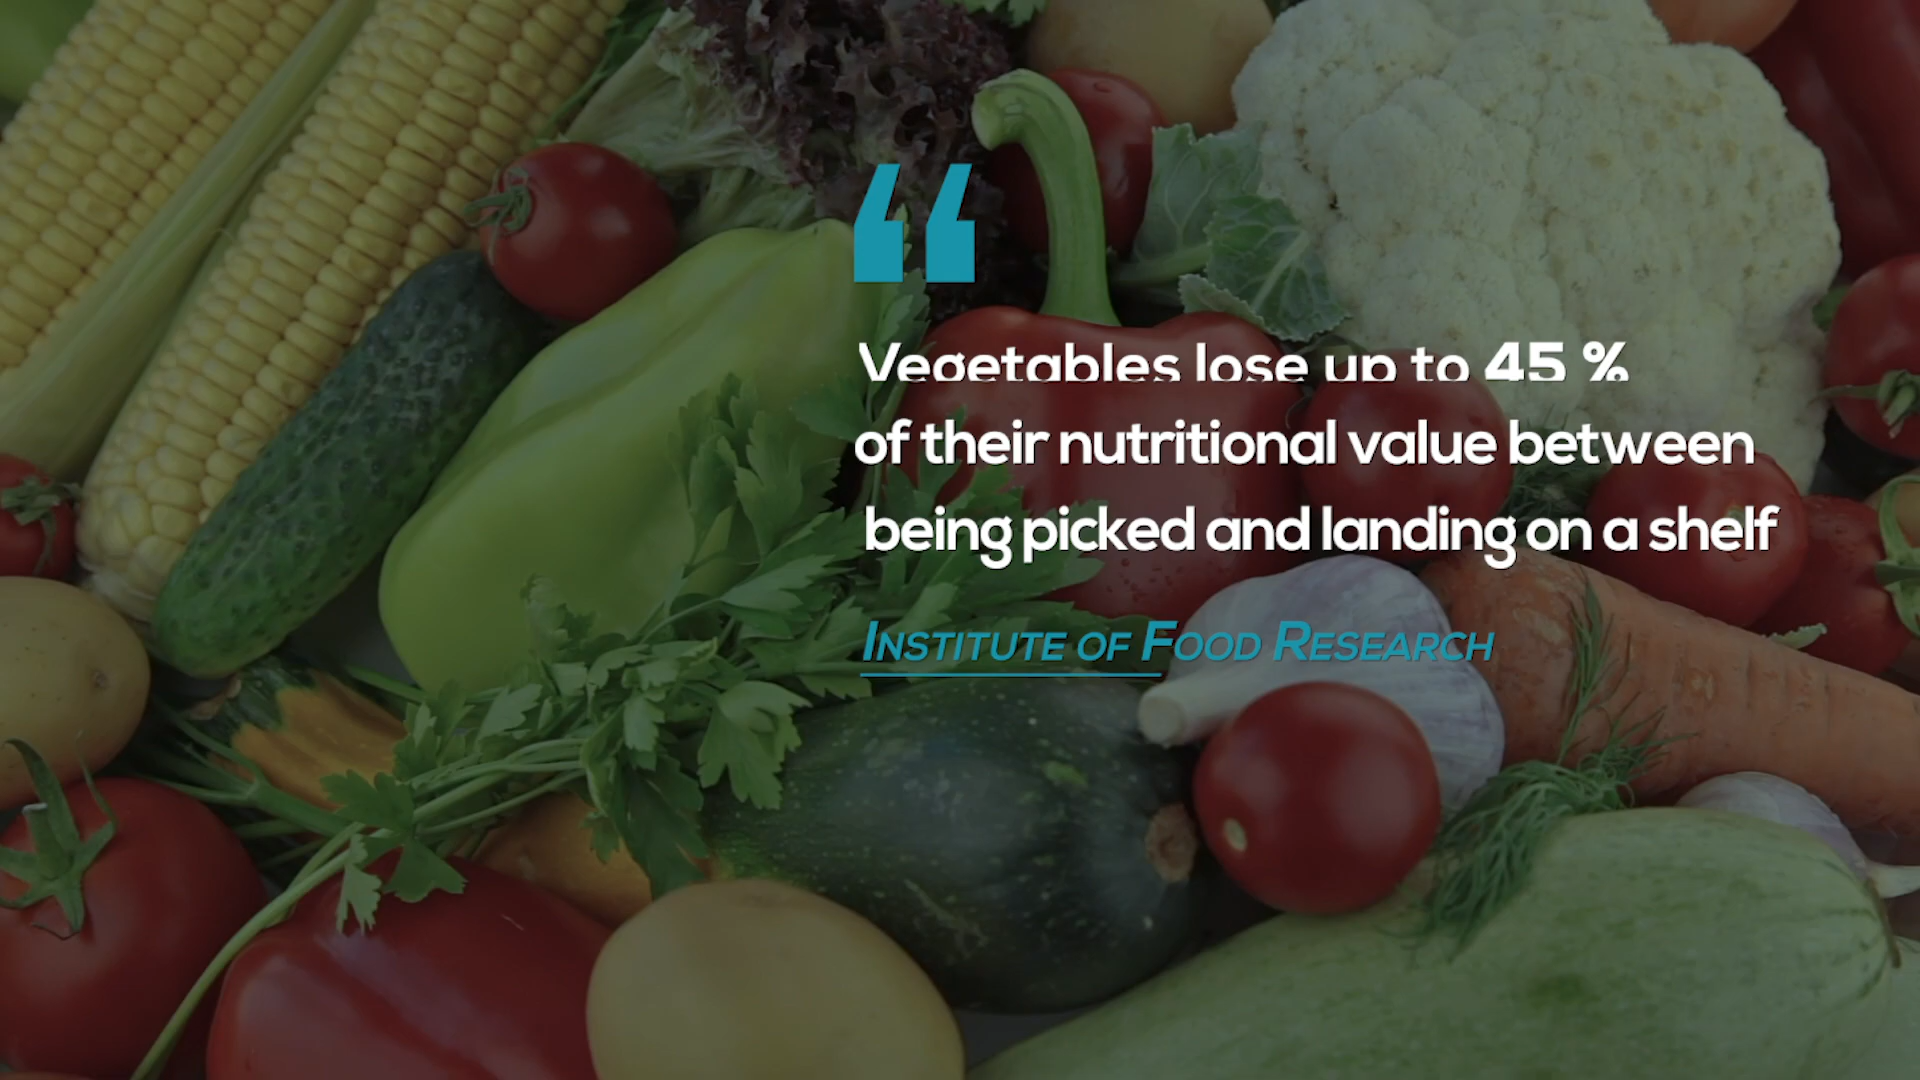 “
Vegetables lose up to 45 %
of their nutritional value between
being picked and landing on a shelf
Institute of Food Research